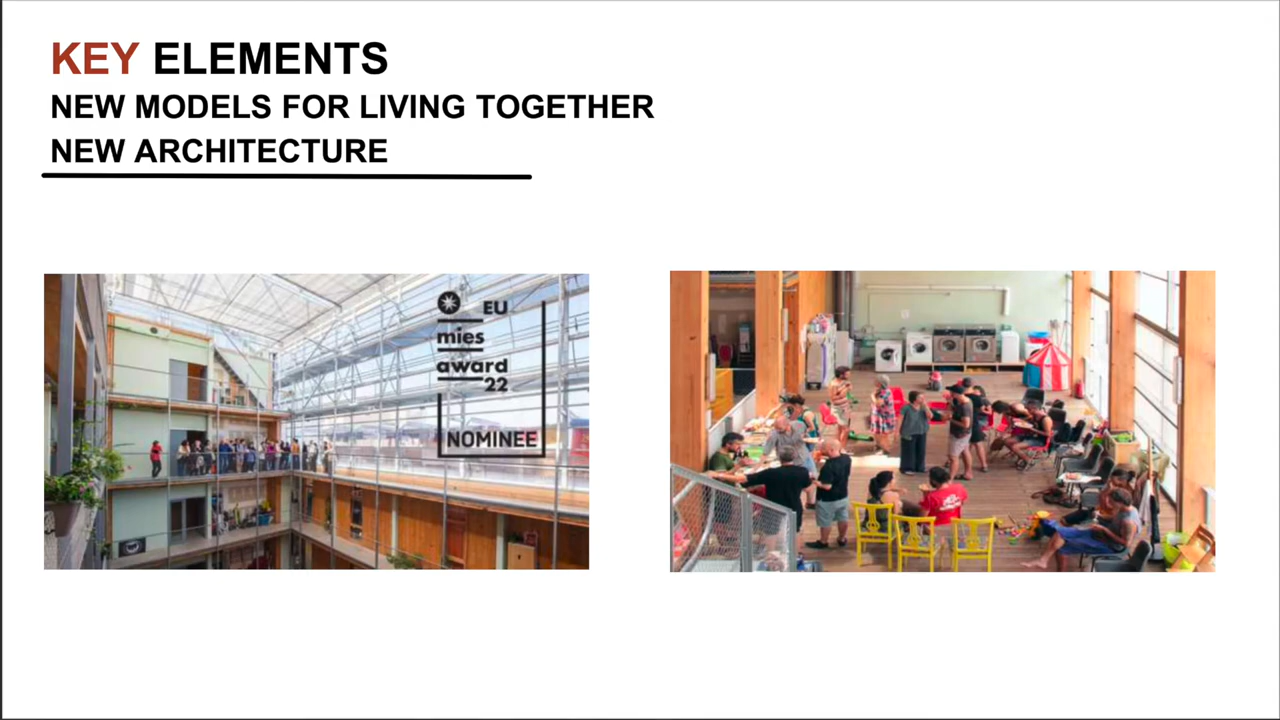 KEY ELEMENTS
NEW MODELS FOR LIVING TOGETHER
NEW ARCHITECTURE
EU
mies
award
22
NOMINEE